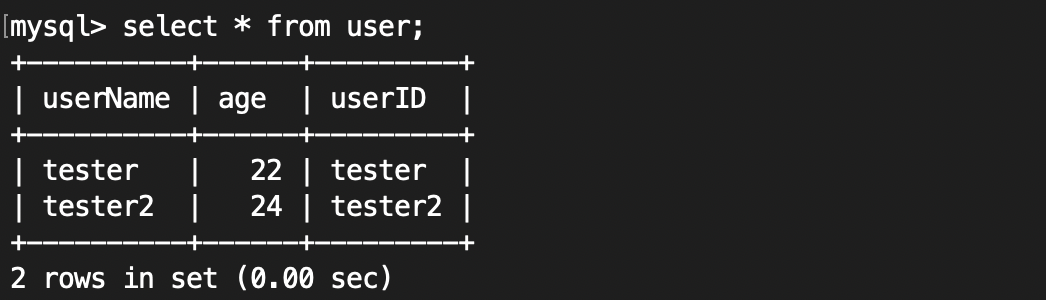 mysql> select * from user;
+----------+------+---------+
| userName | age  | userID  |
+----------+------+---------+
| tester   |   22 | tester  |
| tester2  |   24 | tester2 |
+----------+------+---------+
2 rows in set (0.00 sec)